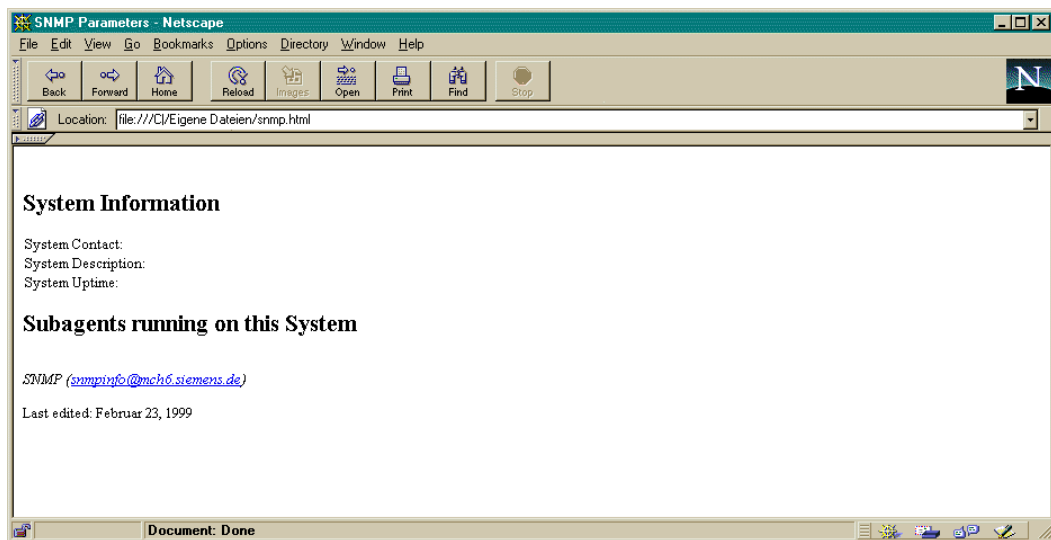 SNMP Parameters - Netscape
File Edit View Go Bookmarks Options Directory Window Help
Back Forward Home Reload Images Open Print Find Stop
N
Location: file:///C|/Eigene Dateien/snmp.html
System Information
System Contact:
System Description:
System Uptime:
Subagents running on this System
SNMP (snmpinfo@mch6.siemens.de)
Last edited: Februar 23, 1999
Document: Done